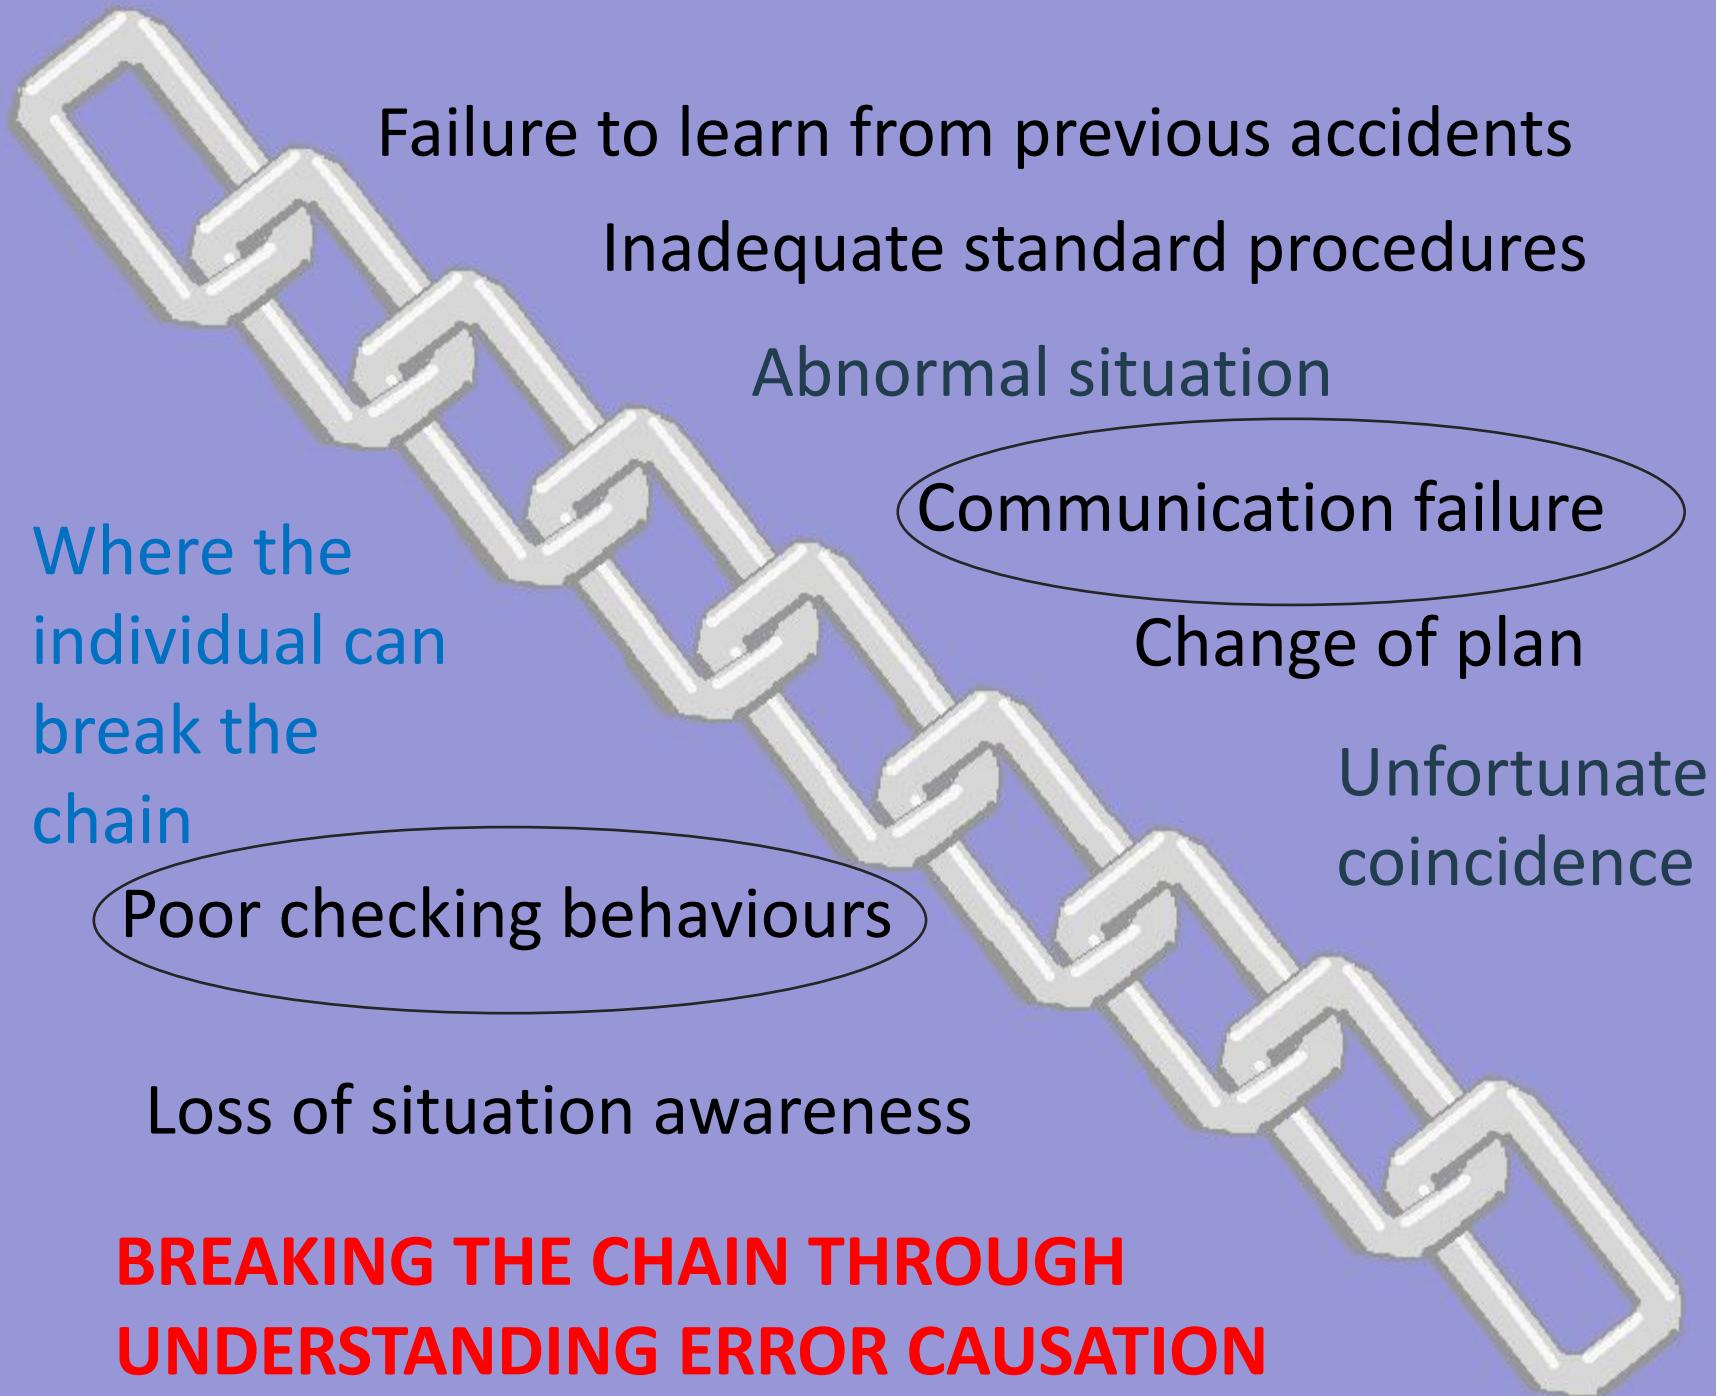 Failure to learn from previous accidents
Inadequate standard procedures
Abnormal situation
Communication failure
Change of plan
Unfortunate
coincidence
Where the
individual can
break the
chain
Poor checking behaviours
Loss of situation awareness
BREAKING THE CHAIN THROUGH
UNDERSTANDING ERROR CAUSATION